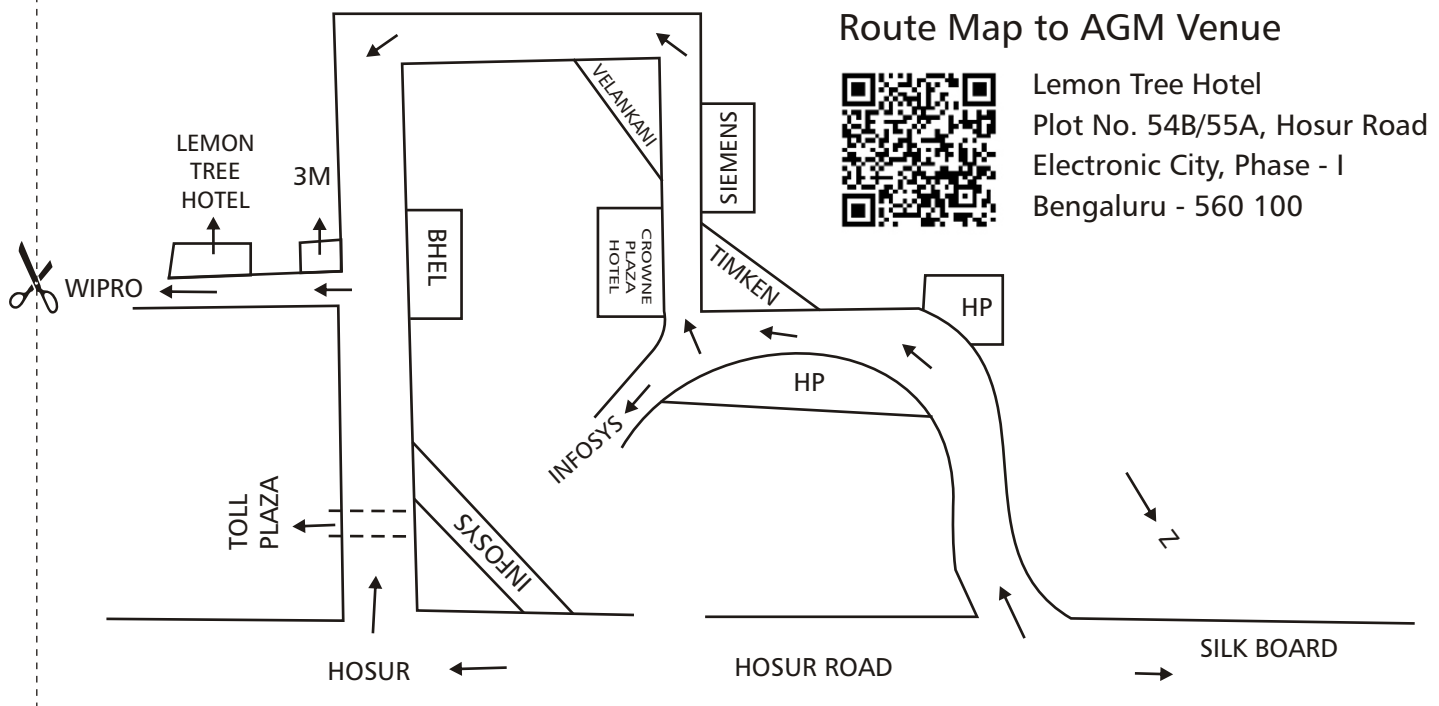 Route Map to AGM Venue
Lemon Tree Hotel
Plot No. 54B/55A, Hosur Road
Electronic City, Phase - I
Bengaluru - 560 100
VELANKANI
SIEMENS
LEMON
TREE
HOTEL
3M
BHEL
CROWNE
PLAZA
HOTEL
TIMKEN
WIPRO
HP
HP
INFOSYS
TOLL
PLAZA
INFOSYS
N
HOSUR
HOSUR ROAD
SILK BOARD